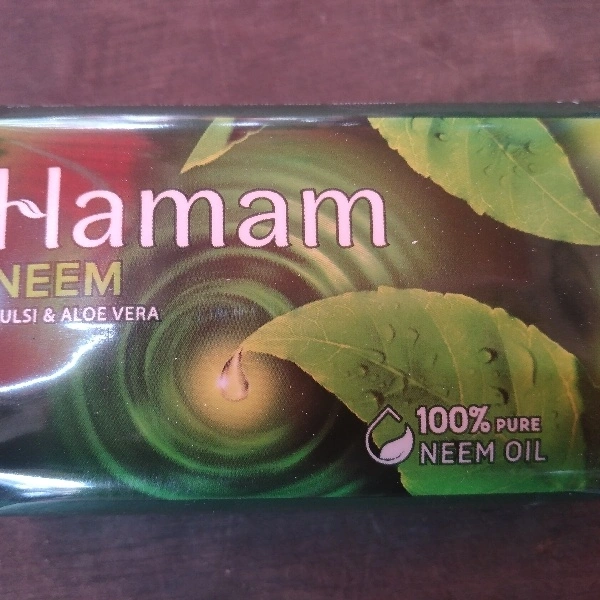 Hamam
NEEM
ULSI & ALOE VERA
100% PURE
NEEM OIL